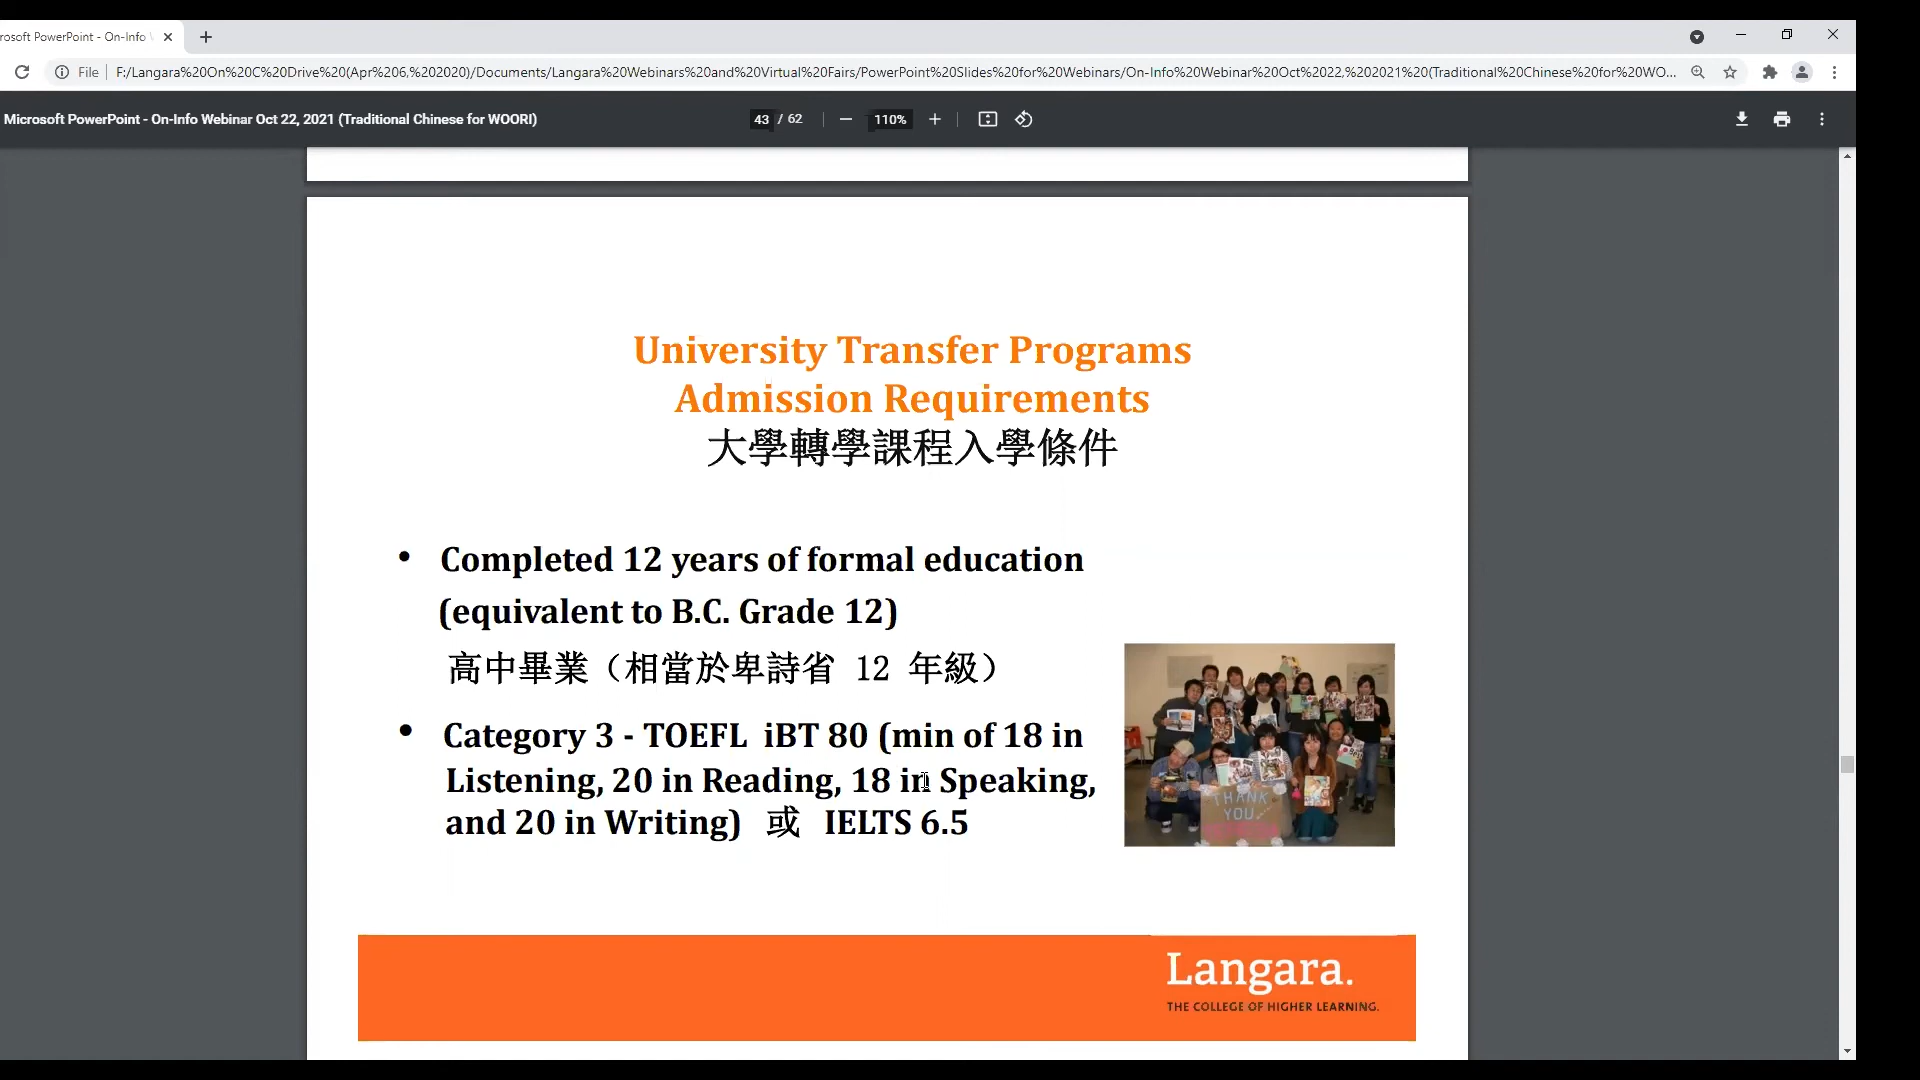 rosoft PowerPoint - On-Info
File
F:/Langara%20On%20C%20Drive%20(Apr%206,%202020)/Documents/Langara%20Webinars%20and%20Virtual%20Fairs/PowerPoint%20Slides%20for%20Webinars/On-Info%20Webinar%20Oct%2022,%202021%20(Traditional%20Chinese%20for%20WO...
Microsoft PowerPoint - On-Info Webinar Oct 22, 2021 (Traditional Chinese for WOORI)
43 / 62
110%
University Transfer Programs
Admission Requirements
大學轉學課程入學條件
• Completed 12 years of formal education
(equivalent to B.C. Grade 12)
高中畢業（相當於卑詩省 12 年級）
• Category 3 - TOEFL iBT 80 (min of 18 in
Listening, 20 in Reading, 18 in Speaking,
and 20 in Writing) 或 IELTS 6.5
THANK
YOU
Langara.
THE COLLEGE OF HIGHER LEARNING.